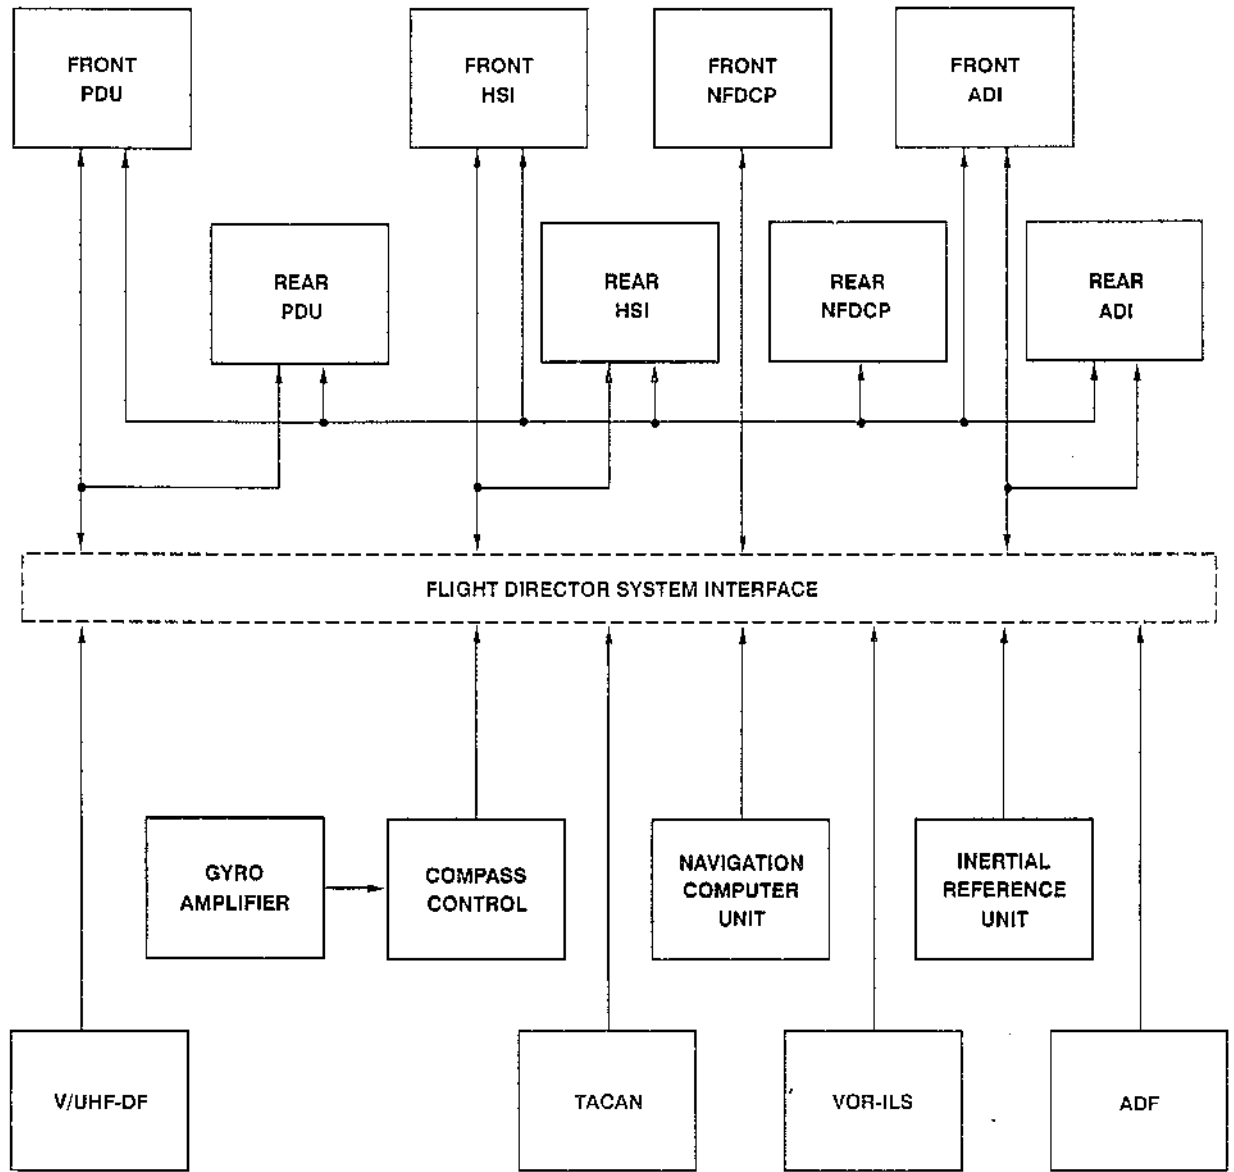 FRONT
PDU
FRONT
HSI
FRONT
NFDCP
FRONT
ADI
REAR
PDU
REAR
HSI
REAR
NFDCP
REAR
ADI
FLIGHT DIRECTOR SYSTEM INTERFACE
GYRO
AMPLIFIER
COMPASS
CONTROL
NAVIGATION
COMPUTER
UNIT
INERTIAL
REFERENCE
UNIT
V/UHF-DF
TACAN
VOR-ILS
ADF